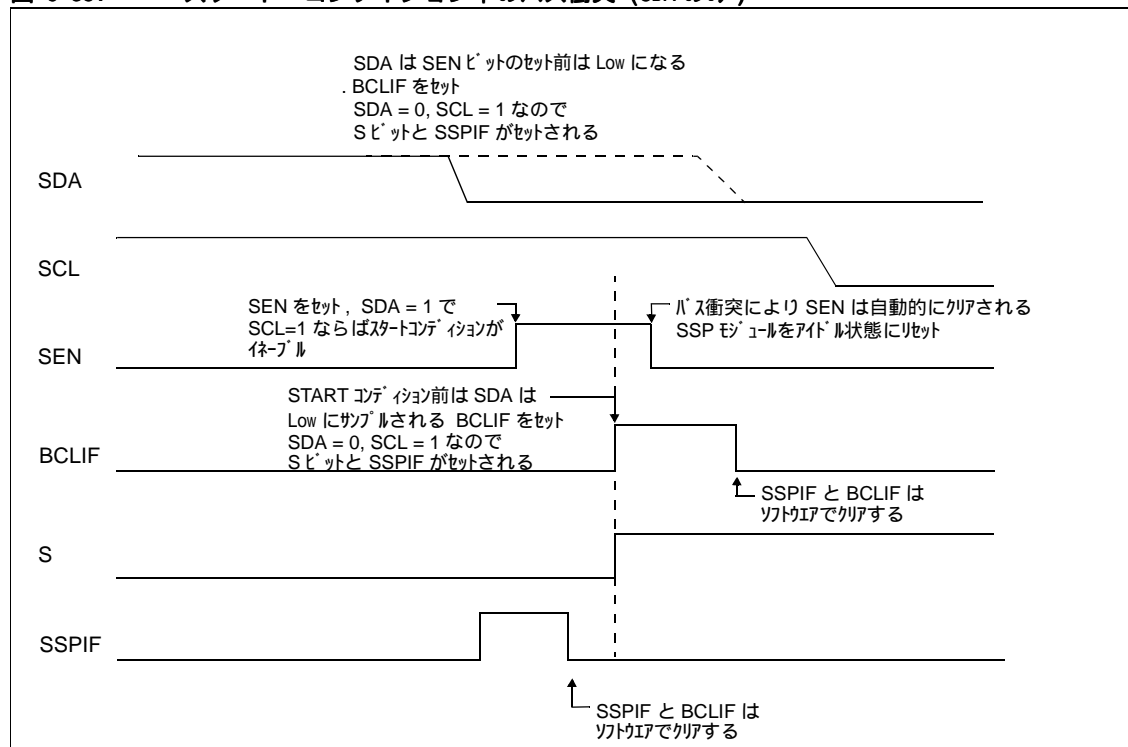 SDA は SEN ビットのセット前は Low になる
. BCLIF をセット
SDA = 0, SCL = 1 なので
S ビットと SSPIF がセットされる
SDA
SCL
SEN をセット, SDA = 1 で
SCL=1 ならばスタートコンディションが
イネーブル
バス衝突により SEN は自動的にクリアされる
SSP モジュールをアイドル状態にリセット
SEN
START コンディション前は SDA は
Low にサンプルされる BCLIF をセット
SDA = 0, SCL = 1 なので
S ビットと SSPIF がセットされる
BCLIF
SSPIF と BCLIF は
ソフトウエアでクリアする
S
SSPIF
SSPIF と BCLIF は
ソフトウエアでクリアする